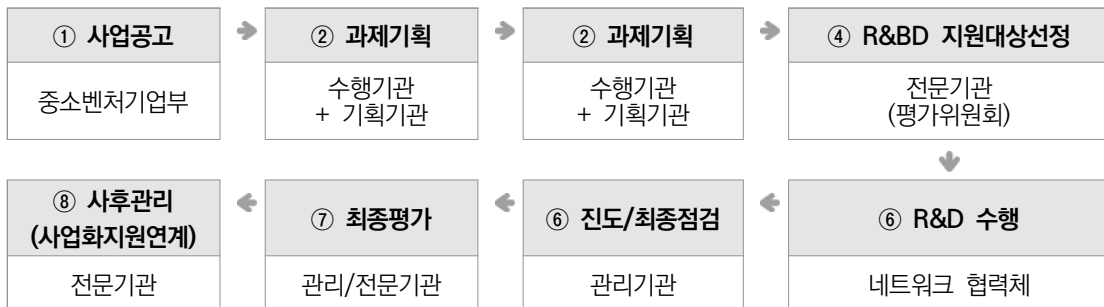 ① 사업공고
중소벤처기업부
② 과제기획
수행기관
+ 기획기관
② 과제기획
수행기관
+ 기획기관
④ R&BD 지원대상선정
전문기관
(평가위원회)
⑥ R&D 수행
네트워크 협력체
⑥ 진도/최종점검
관리기관
⑦ 최종평가
관리/전문기관
⑧ 사후관리
(사업화지원연계)
전문기관